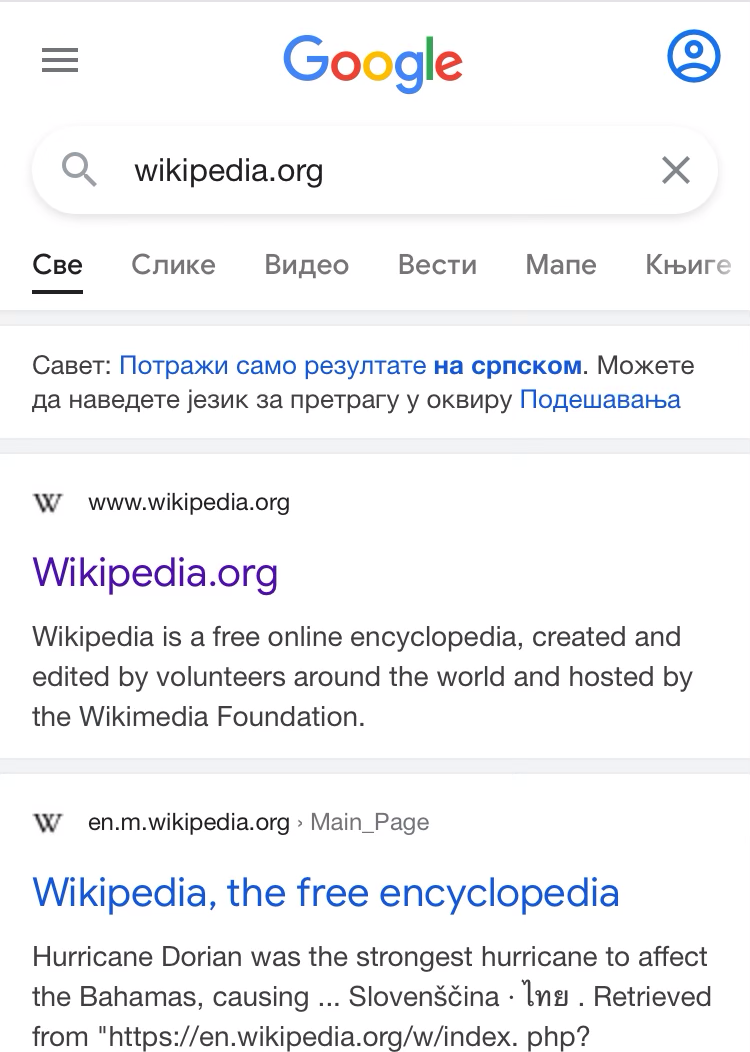 Google
wikipedia.org
Све Слике Видео Вести Мапе Књиге
Савет: Потражи само резултате на српском. Можете
да наведете језик за претрагу у оквиру Подешавања
W www.wikipedia.org
Wikipedia.org
Wikipedia is a free online encyclopedia, created and
edited by volunteers around the world and hosted by
the Wikimedia Foundation.
W en.m.wikipedia.org › Main_Page
Wikipedia, the free encyclopedia
Hurricane Dorian was the strongest hurricane to affect
the Bahamas, causing ... Slovenščina · ไทย . Retrieved
from "https://en.wikipedia.org/w/index. php?